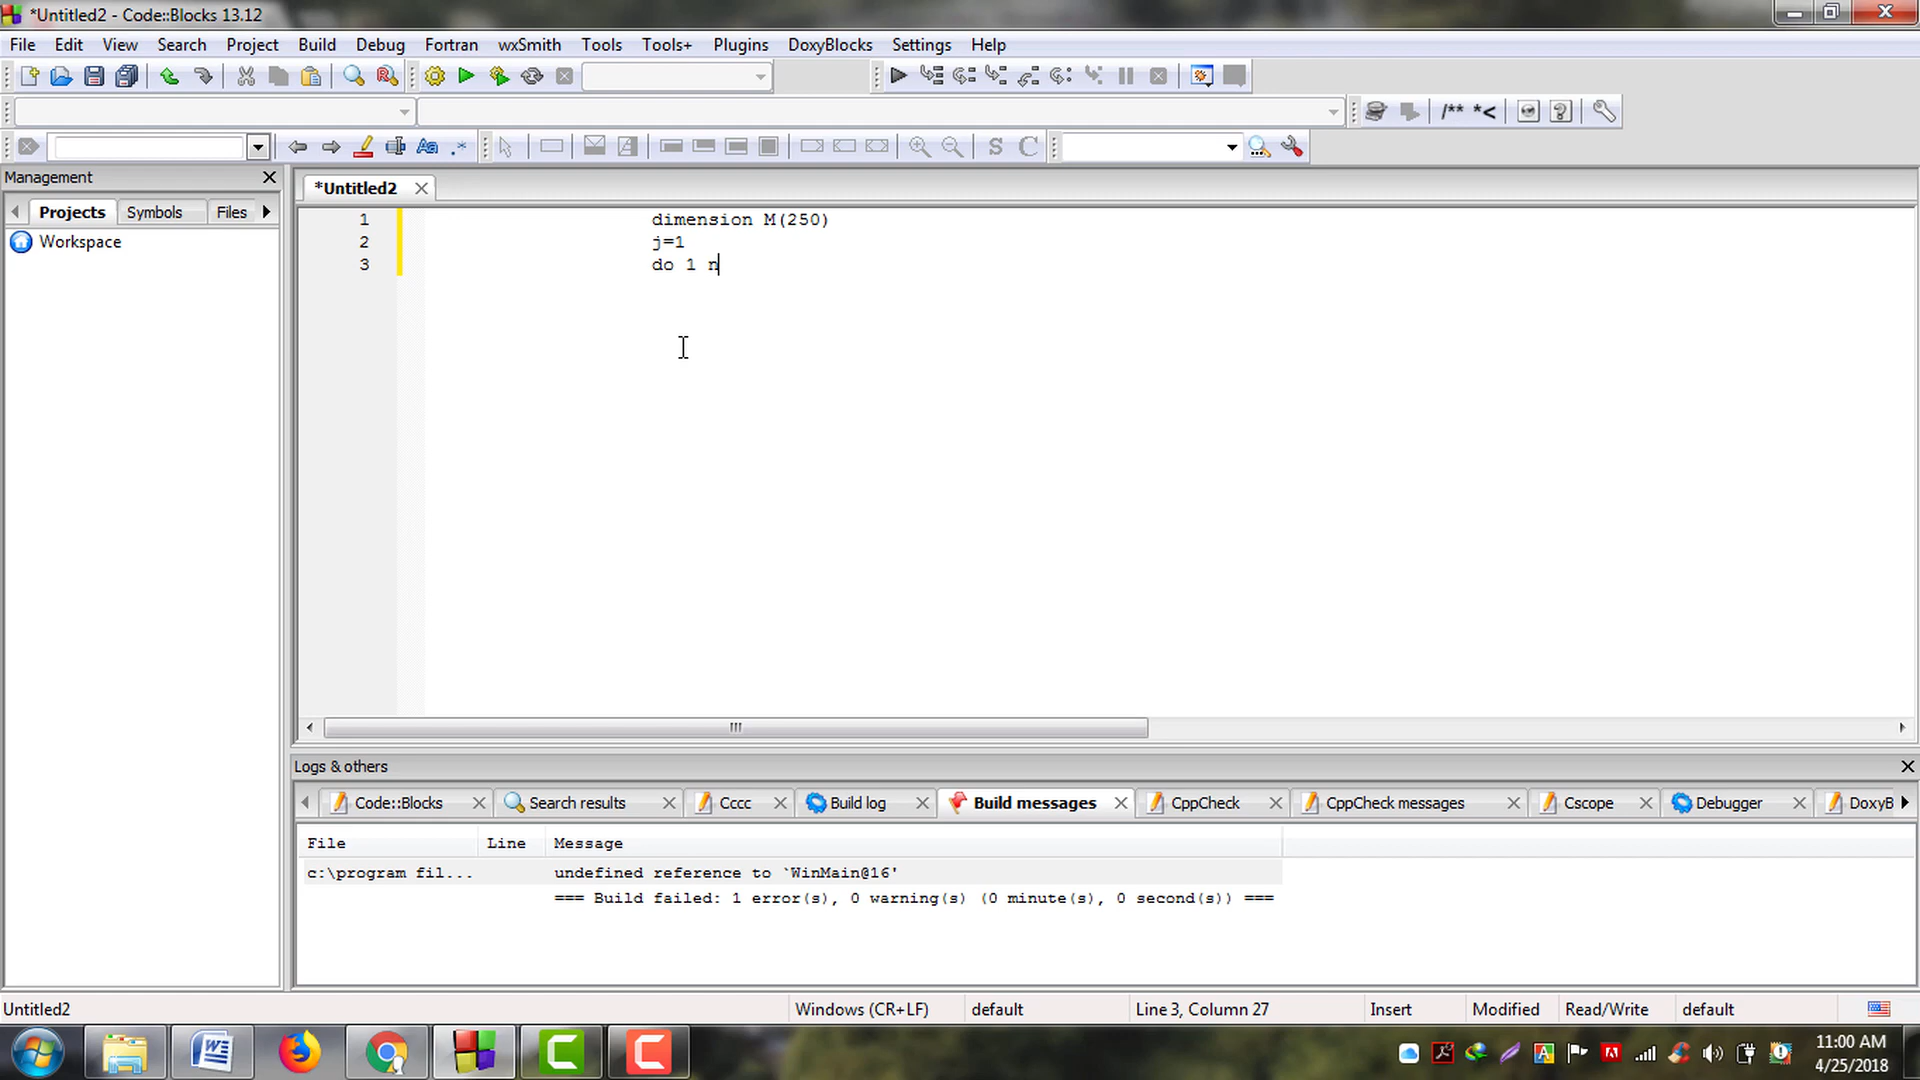 *Untitled2 - Code::Blocks 13.12
File Edit View Search Project Build Debug Fortran wxSmith Tools Tools+ Plugins DoxyBlocks Settings Help
/** *<
Aa .*
S C
Management
*Untitled2
Projects Symbols Files
Workspace
1 dimension M(250)
2 j=1
3 do 1 n
Logs & others
Code::Blocks Search results Cccc Build log Build messages CppCheck CppCheck messages Cscope Debugger DoxyB
File Line Message
c:\program fil... undefined reference to `WinMain@16'
=== Build failed: 1 error(s), 0 warning(s) (0 minute(s), 0 second(s)) ===
Untitled2 Windows (CR+LF) default Line 3, Column 27 Insert Modified Read/Write default
11:00 AM
4/25/2018